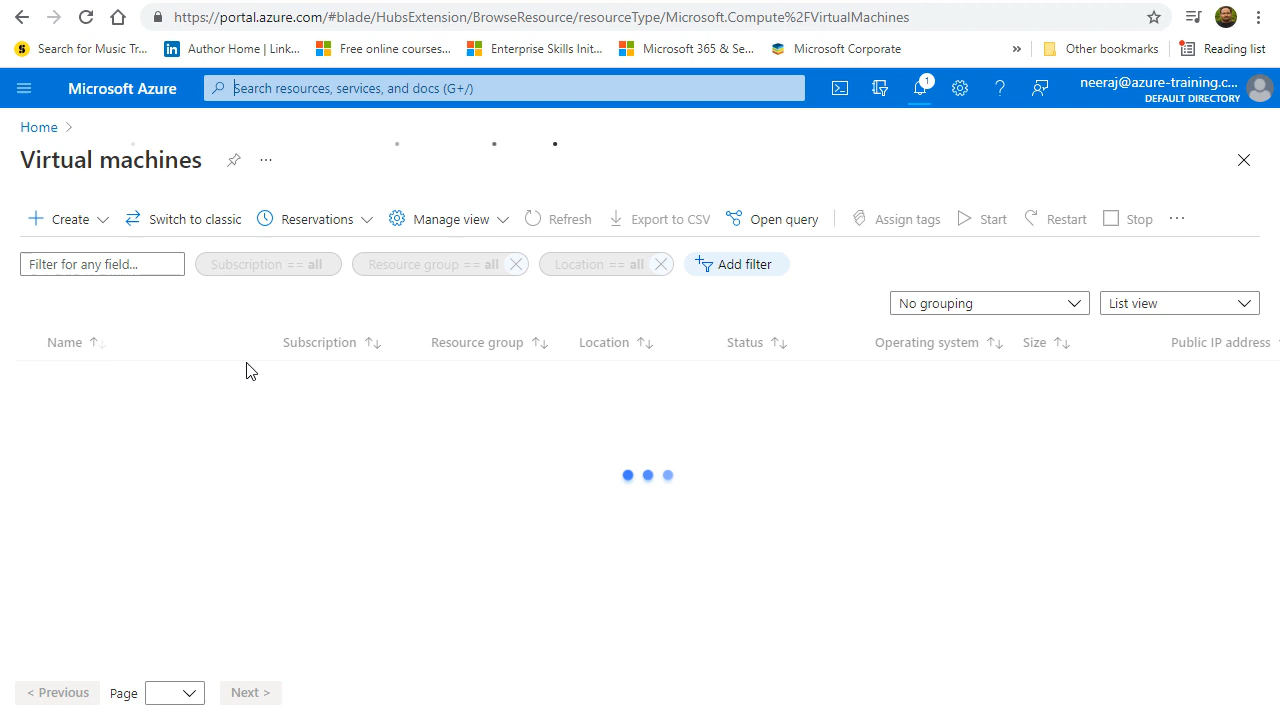 https://portal.azure.com/#blade/HubsExtension/BrowseResource/resourceType/Microsoft.Compute%2FVirtualMachines
Search for Music Tr... Author Home | Link... Free online courses... Enterprise Skills Init... Microsoft 365 & Se... Microsoft Corporate » Other bookmarks Reading list
Microsoft Azure Search resources, services, and docs (G+/) 1 neeraj@azure-training.c...
DEFAULT DIRECTORY
Home >
Virtual machines ...
Create Switch to classic Reservations Manage view Refresh Export to CSV Open query Assign tags Start Restart Stop ...
Filter for any field... Subscription == all Resource group == all Location == all Add filter
No grouping List view
Name Subscription Resource group Location Status Operating system Size Public IP address
< Previous Page Next >